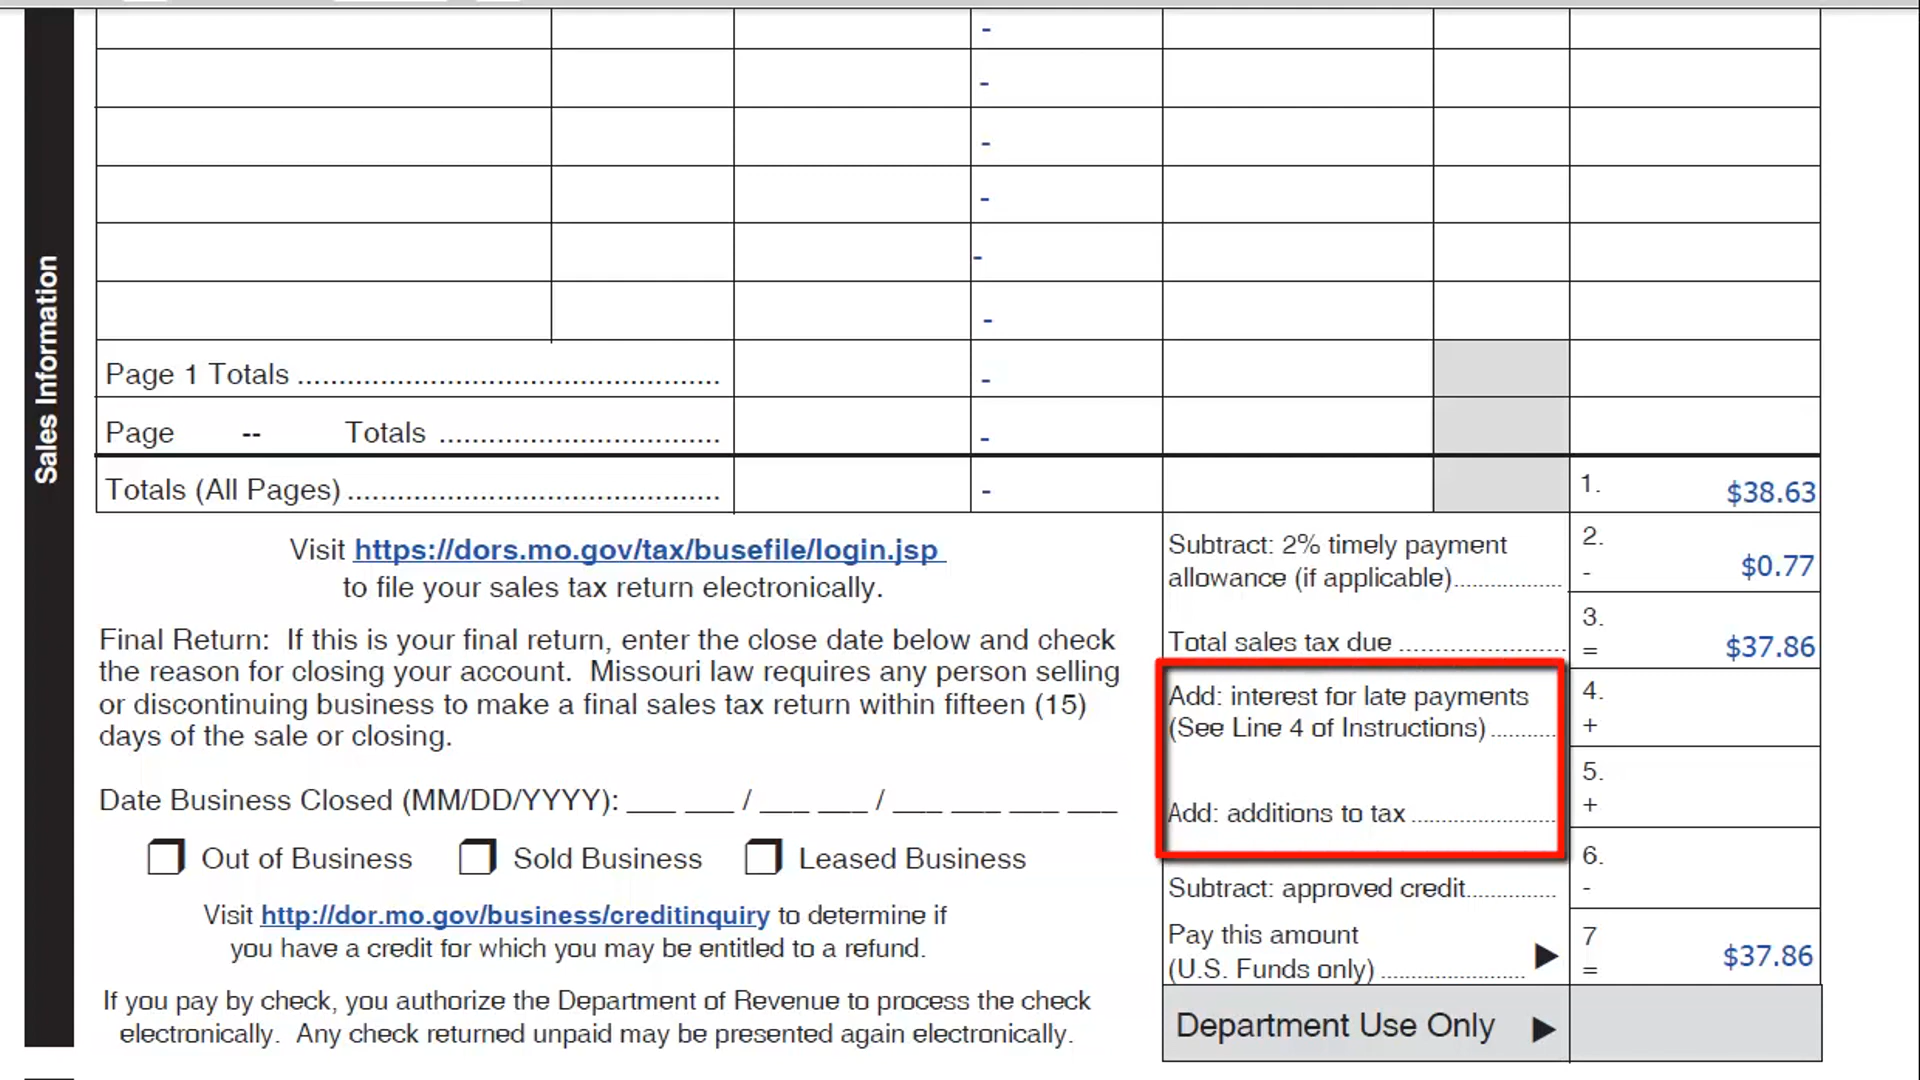 Sales Information
-
-
-
-
-
-
Page 1 Totals ................................................... -
Page -- Totals .................................. -
Totals (All Pages) ............................................. - 1. $38.63
Visit https://dors.mo.gov/tax/busefile/login.jsp
to file your sales tax return electronically.
Final Return: If this is your final return, enter the close date below and check
the reason for closing your account. Missouri law requires any person selling
or discontinuing business to make a final sales tax return within fifteen (15)
days of the sale or closing.
Date Business Closed (MM/DD/YYYY): ___ ___ / ___ ___ / ___ ___ ___ ___
Out of Business Sold Business Leased Business
Visit http://dor.mo.gov/business/creditinquiry to determine if
you have a credit for which you may be entitled to a refund.
If you pay by check, you authorize the Department of Revenue to process the check
electronically. Any check returned unpaid may be presented again electronically.
Subtract: 2% timely payment 2.
allowance (if applicable)................ - $0.77
3.
Total sales tax due ......................... = $37.86
Add: interest for late payments 4.
(See Line 4 of Instructions) .......... +
5.
Add: additions to tax ...................... +
6.
Subtract: approved credit.............. -
Pay this amount 7
(U.S. Funds only) ...................... ▶ = $37.86
Department Use Only ▶